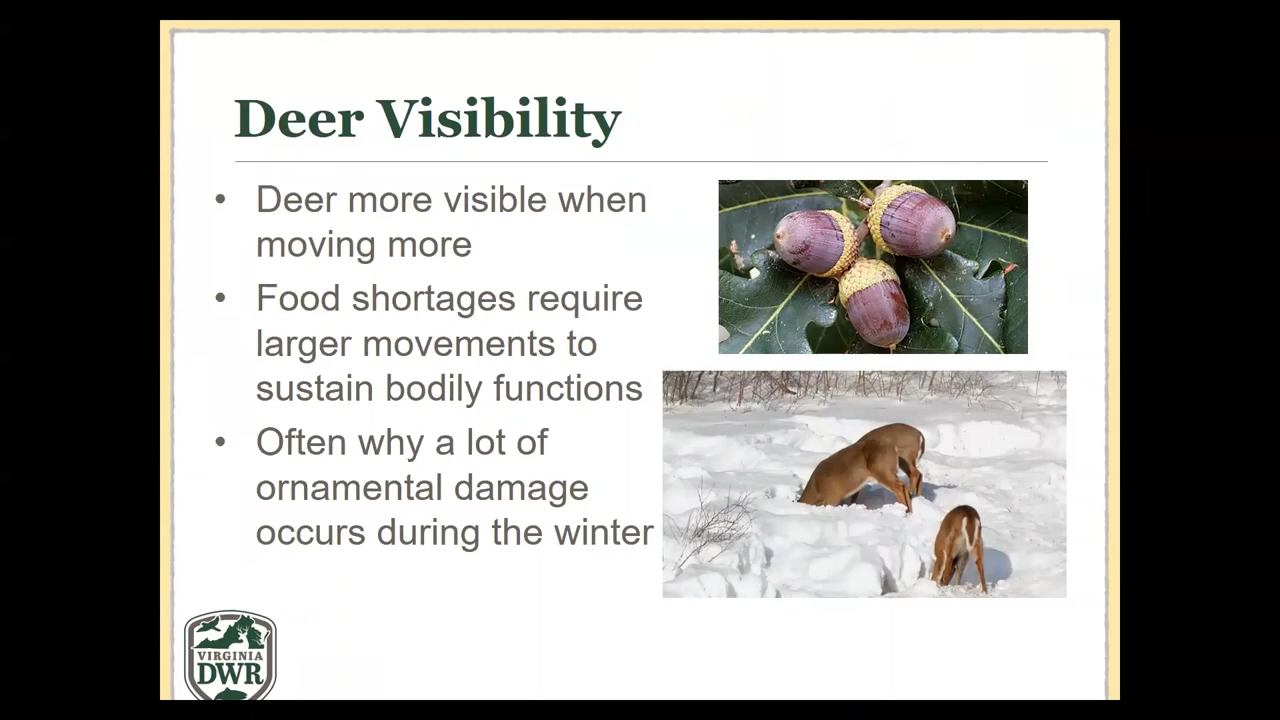 Deer Visibility
• Deer more visible when
moving more
• Food shortages require
larger movements to
sustain bodily functions
• Often why a lot of
ornamental damage
occurs during the winter
VIRGINIA
DWR